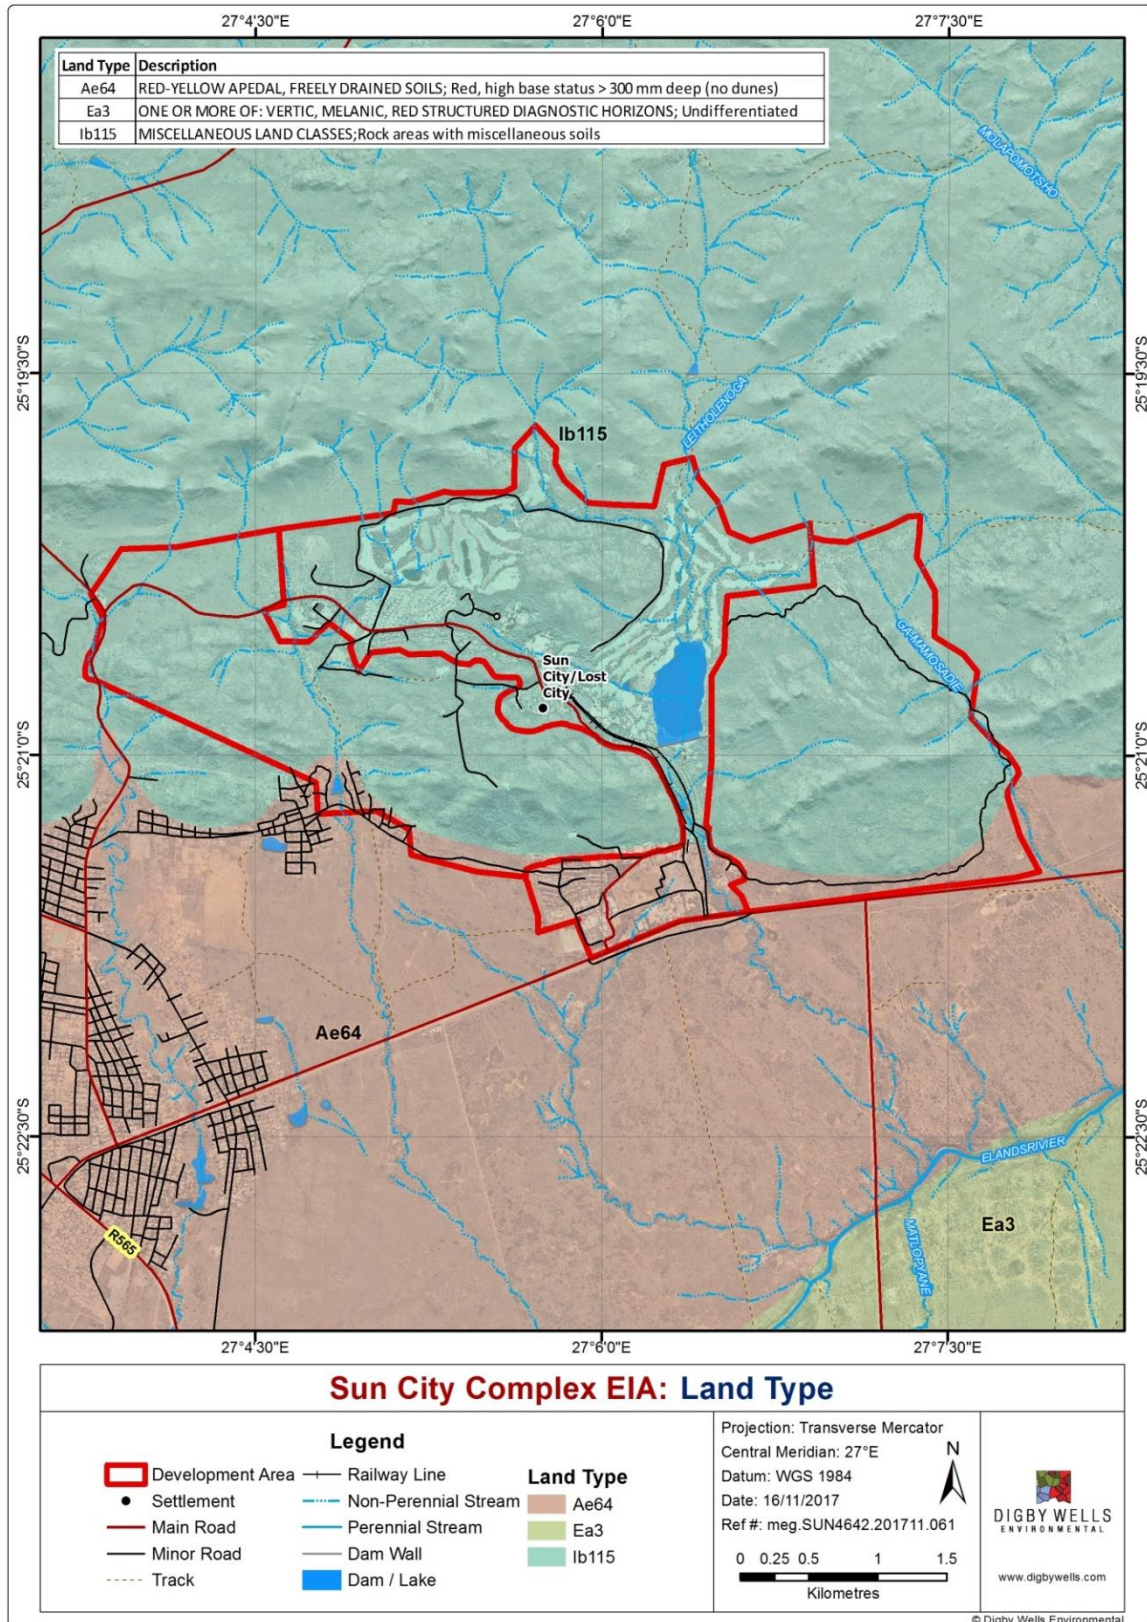 27°4'30"E
27°6'0"E
27°7'30"E
Land Type Description
Ae64 RED-YELLOW APEDAL, FREELY DRAINED SOILS; Red, high base status > 300 mm deep (no dunes)
Ea3 ONE OR MORE OF: VERTIC, MELANIC, RED STRUCTURED DIAGNOSTIC HORIZONS; Undifferentiated
Ib115 MISCELLANEOUS LAND CLASSES;Rock areas with miscellaneous soils
MOLAPOMOTSHO
25°19'30"S
25°19'30"S
LEITHOLENOGA
Ib115
GA-MAMOSADIE
Sun
City/Lost
City
25°21'0"S
25°21'0"S
Ae64
25°22'30"S
25°22'30"S
ELANDSRIVIER
Ea3
MATLOPYANE
R565
27°4'30"E
27°6'0"E
27°7'30"E
Sun City Complex EIA: Land Type
Legend
Development Area
Settlement
Main Road
Minor Road
Track
Railway Line
Non-Perennial Stream
Perennial Stream
Dam Wall
Dam / Lake
Land Type
Ae64
Ea3
Ib115
Projection: Transverse Mercator
Central Meridian: 27°E
Datum: WGS 1984
Date: 16/11/2017
Ref #: meg.SUN4642.201711.061
N
0 0.25 0.5 1 1.5
Kilometres
DIGBY WELLS
ENVIRONMENTAL
www.digbywells.com
© Digby Wells Environmental